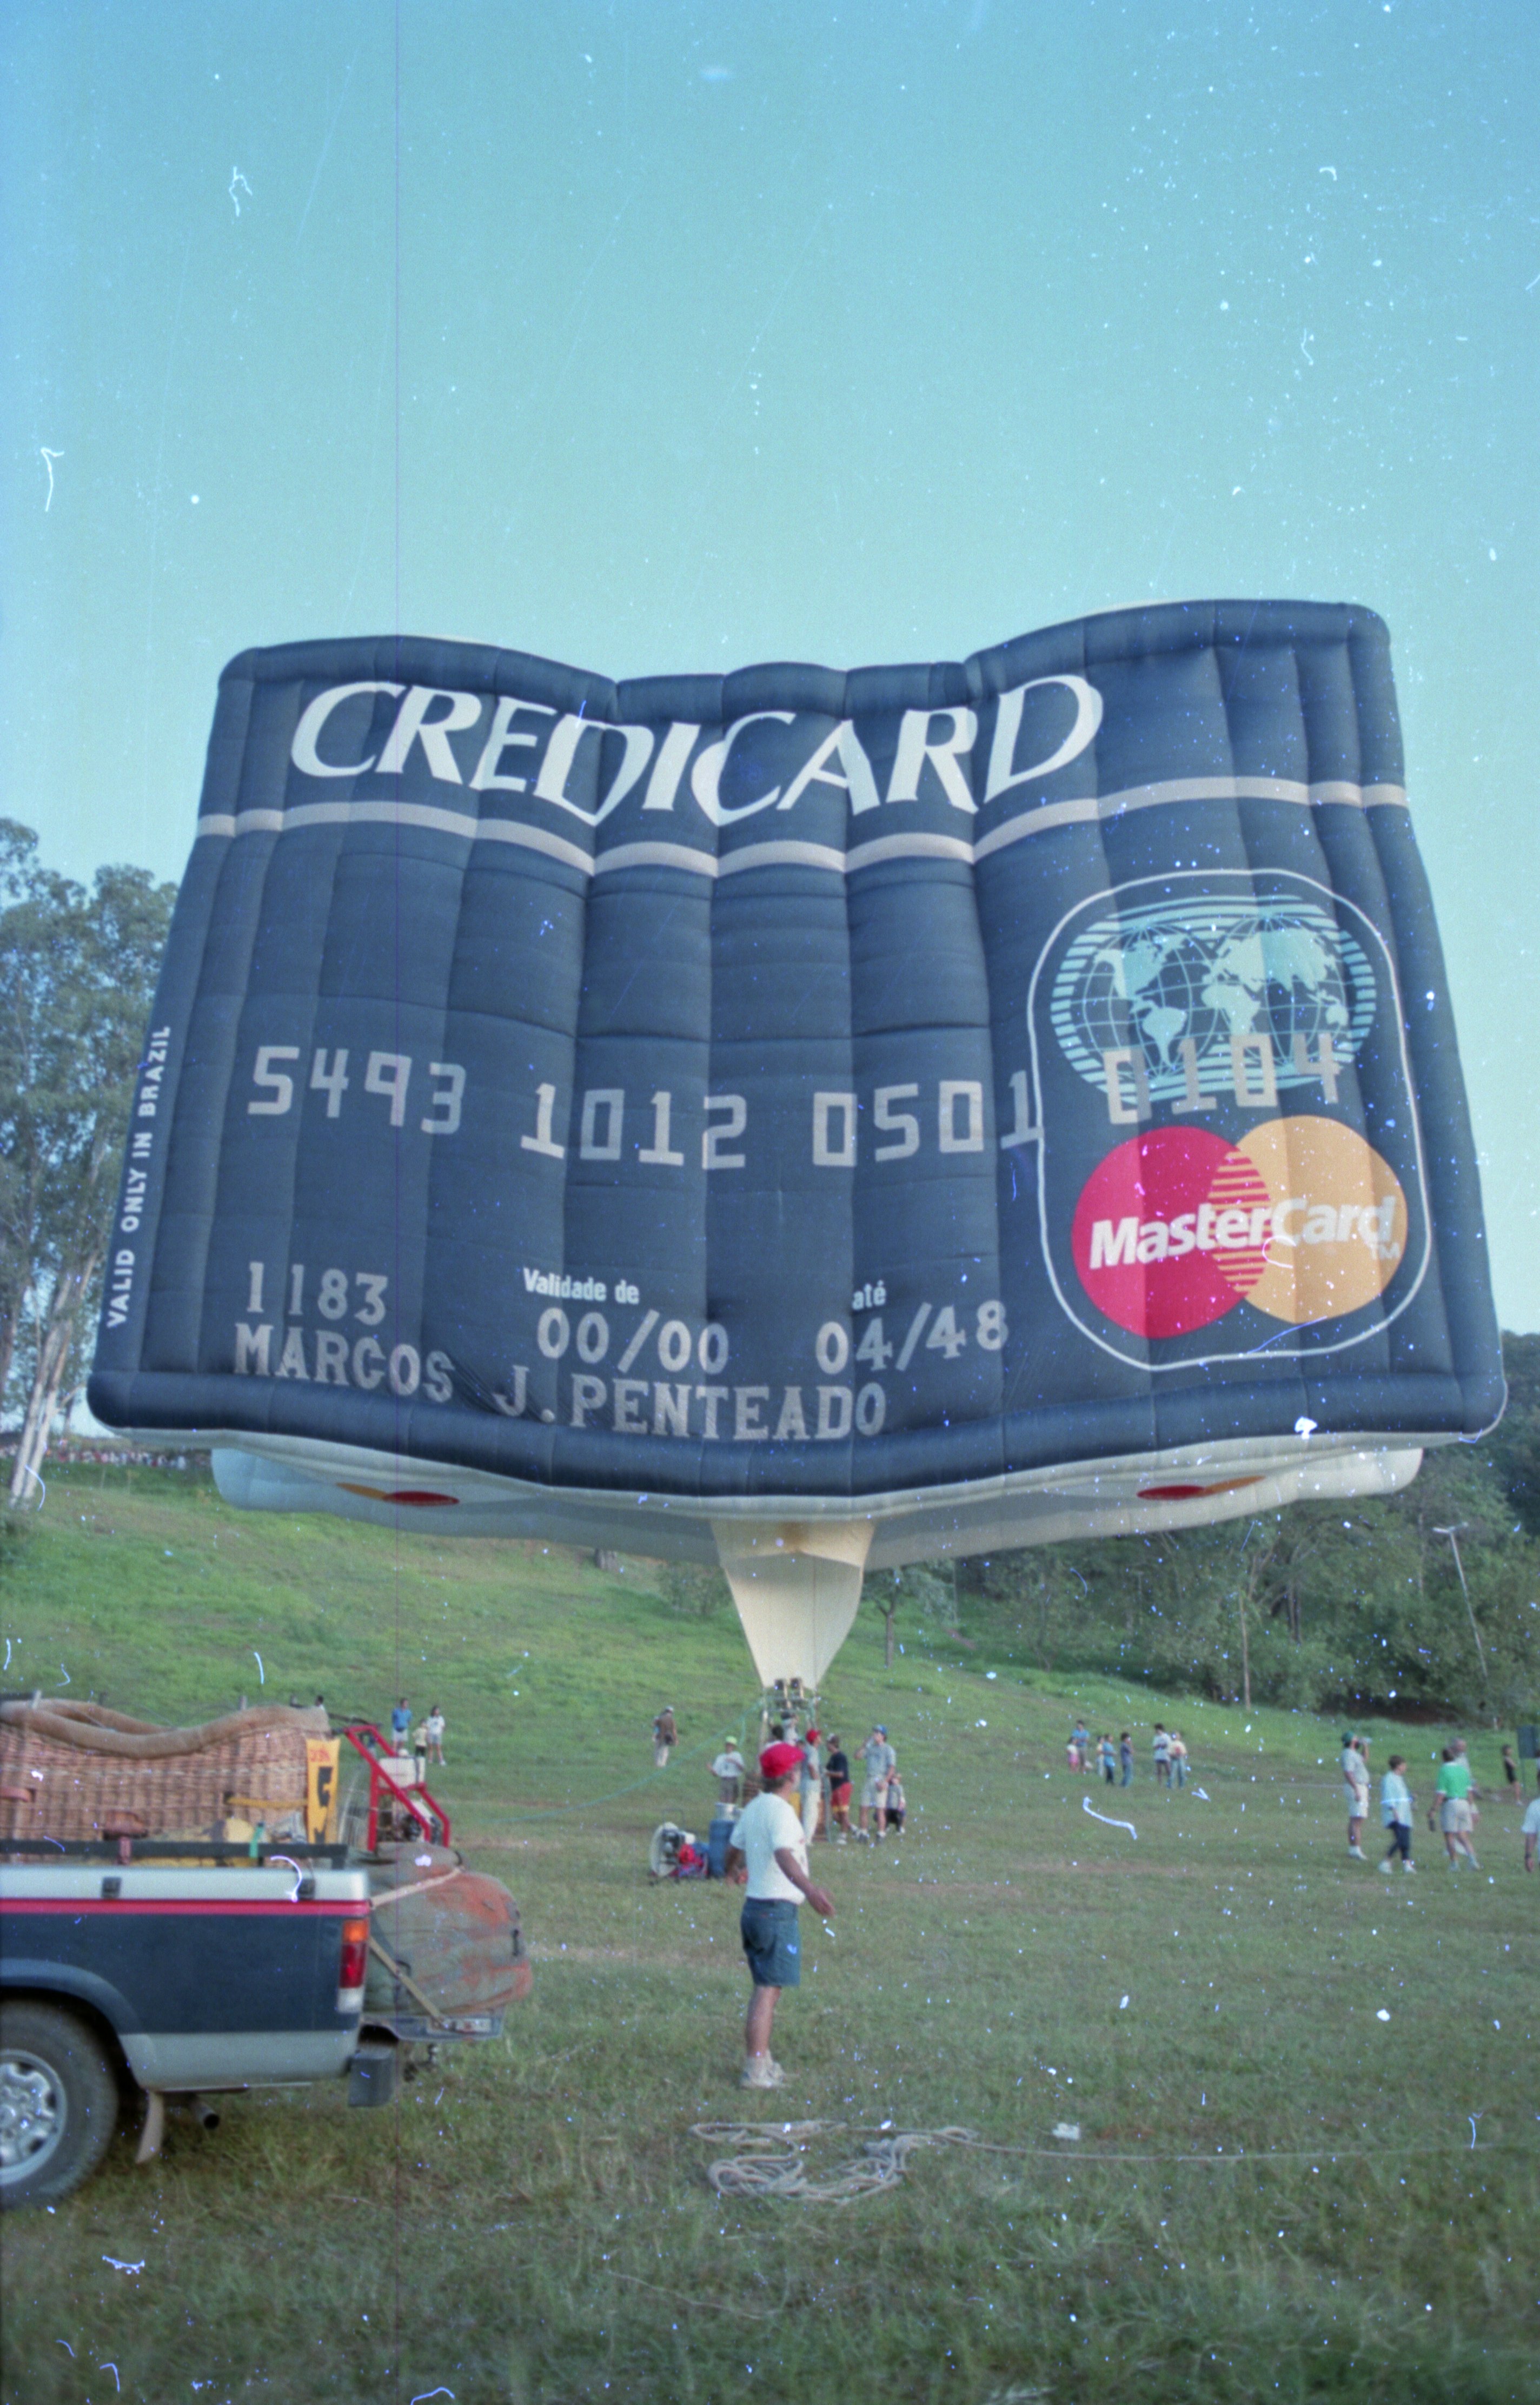 CREDICARD
VALID ONLY IN BRAZIL
5493 1012 0501 0104
MasterCard
TM
1183
Validade de
até
00/00
04/48
MARCOS J. PENTEADO